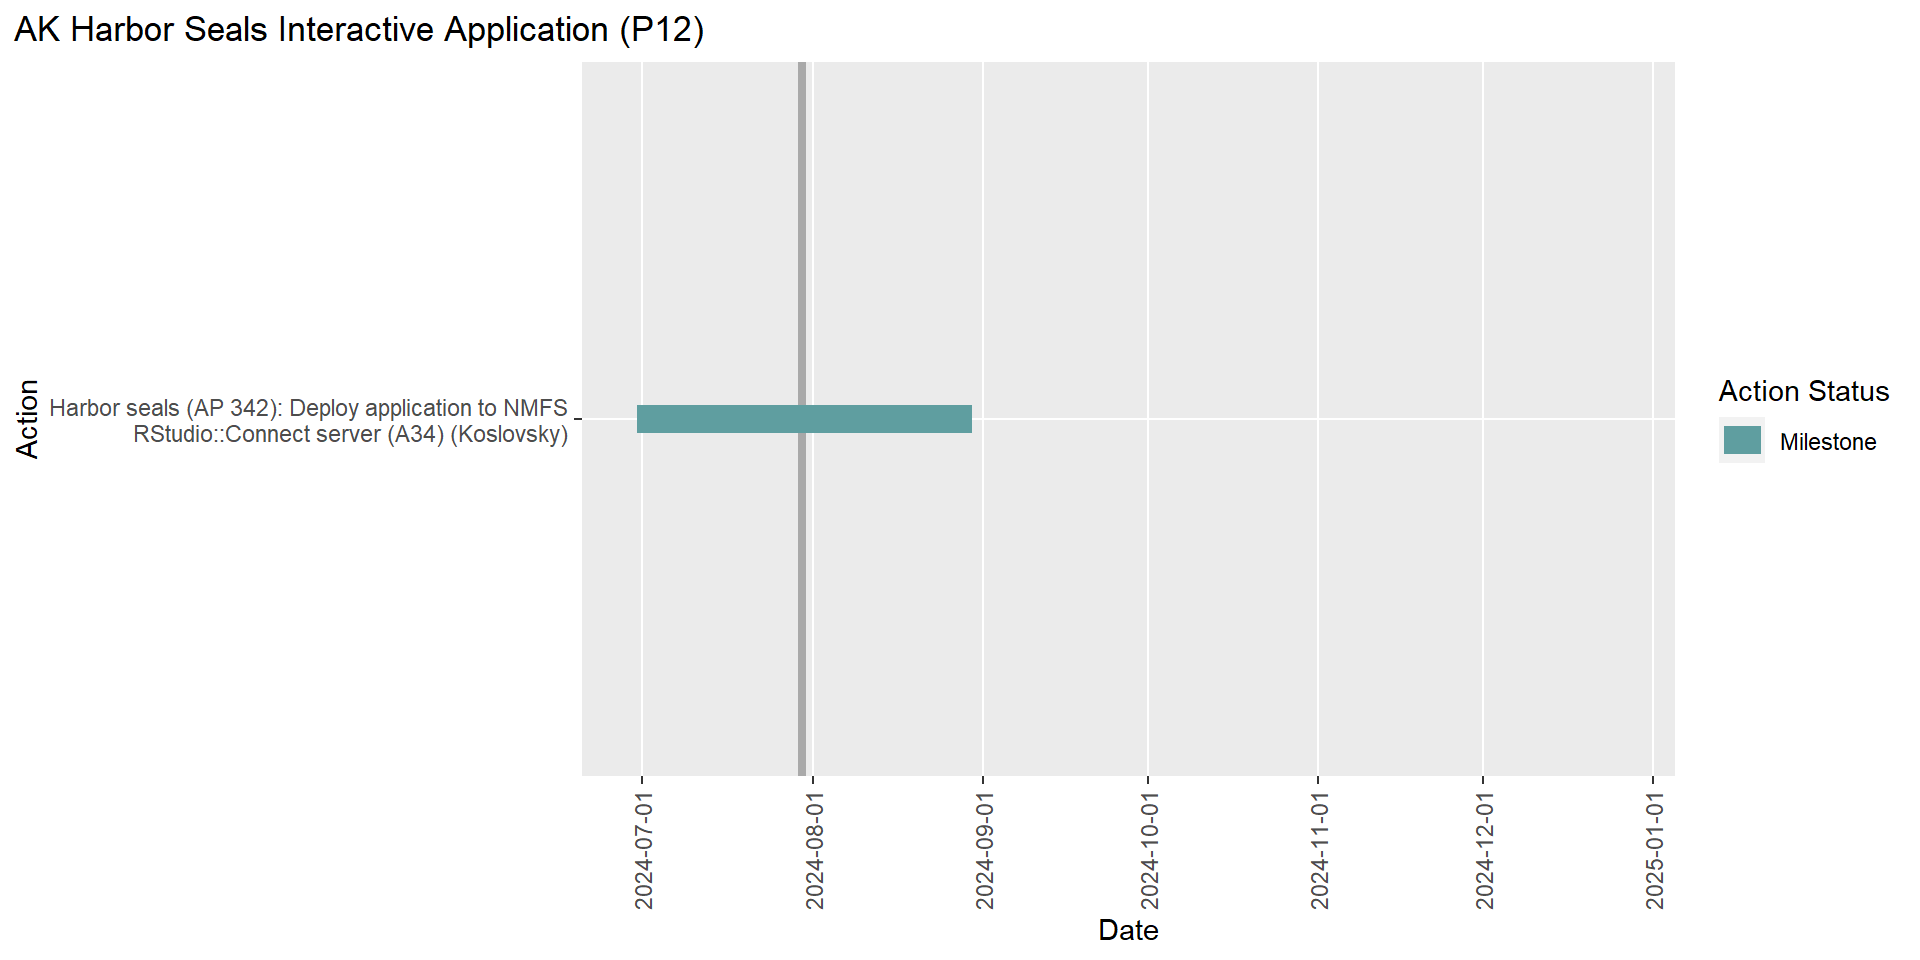 AK Harbor Seals Interactive Application (P12)
Action
Harbor seals (AP 342): Deploy application to NMFS
RStudio::Connect server (A34) (Koslovsky)
Action Status
Milestone
2024-07-01
2024-08-01
2024-09-01
2024-10-01
2024-11-01
2024-12-01
2025-01-01
Date